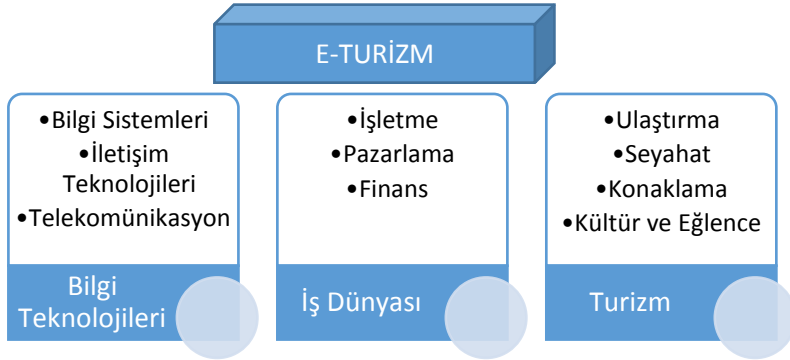 E-TURİZM
•Bilgi Sistemleri
•İletişim
Teknolojileri
•Telekomünikasyon
Bilgi
Teknolojileri
•İşletme
•Pazarlama
•Finans
İş Dünyası
•Ulaştırma
•Seyahat
•Konaklama
•Kültür ve Eğlence
Turizm